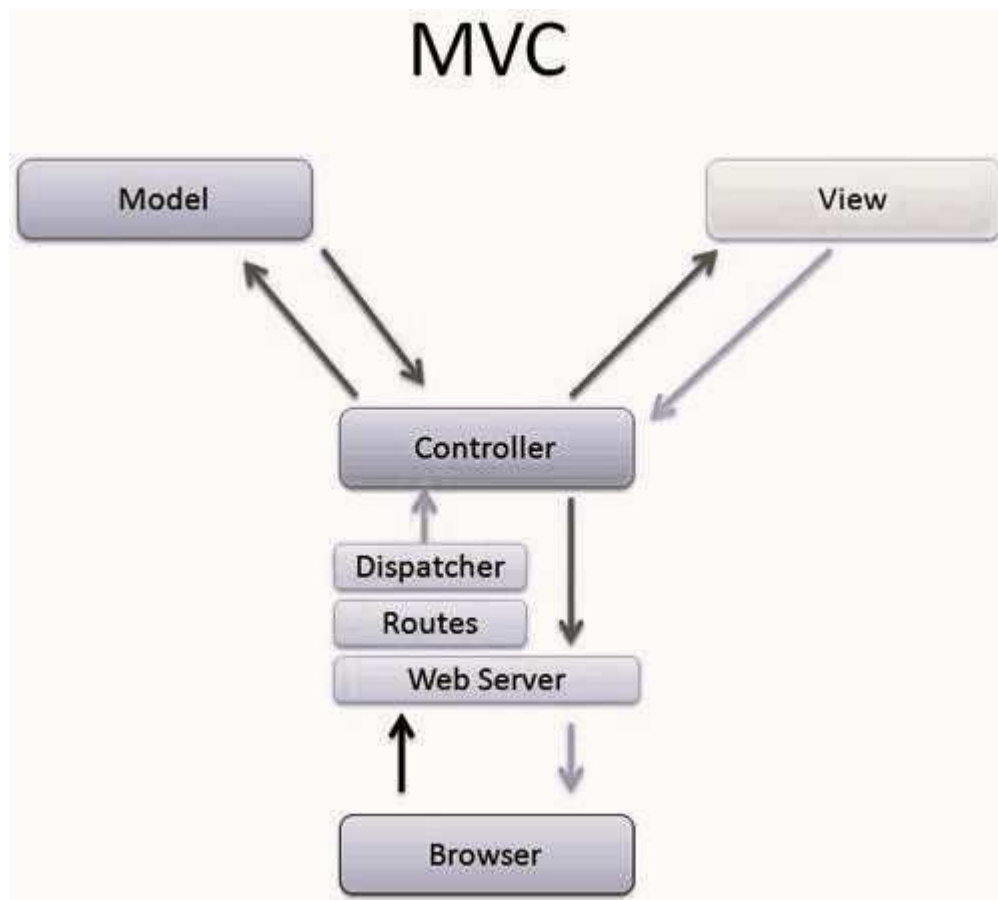 MVC
Model
View
Controller
Dispatcher
Routes
Web Server
Browser